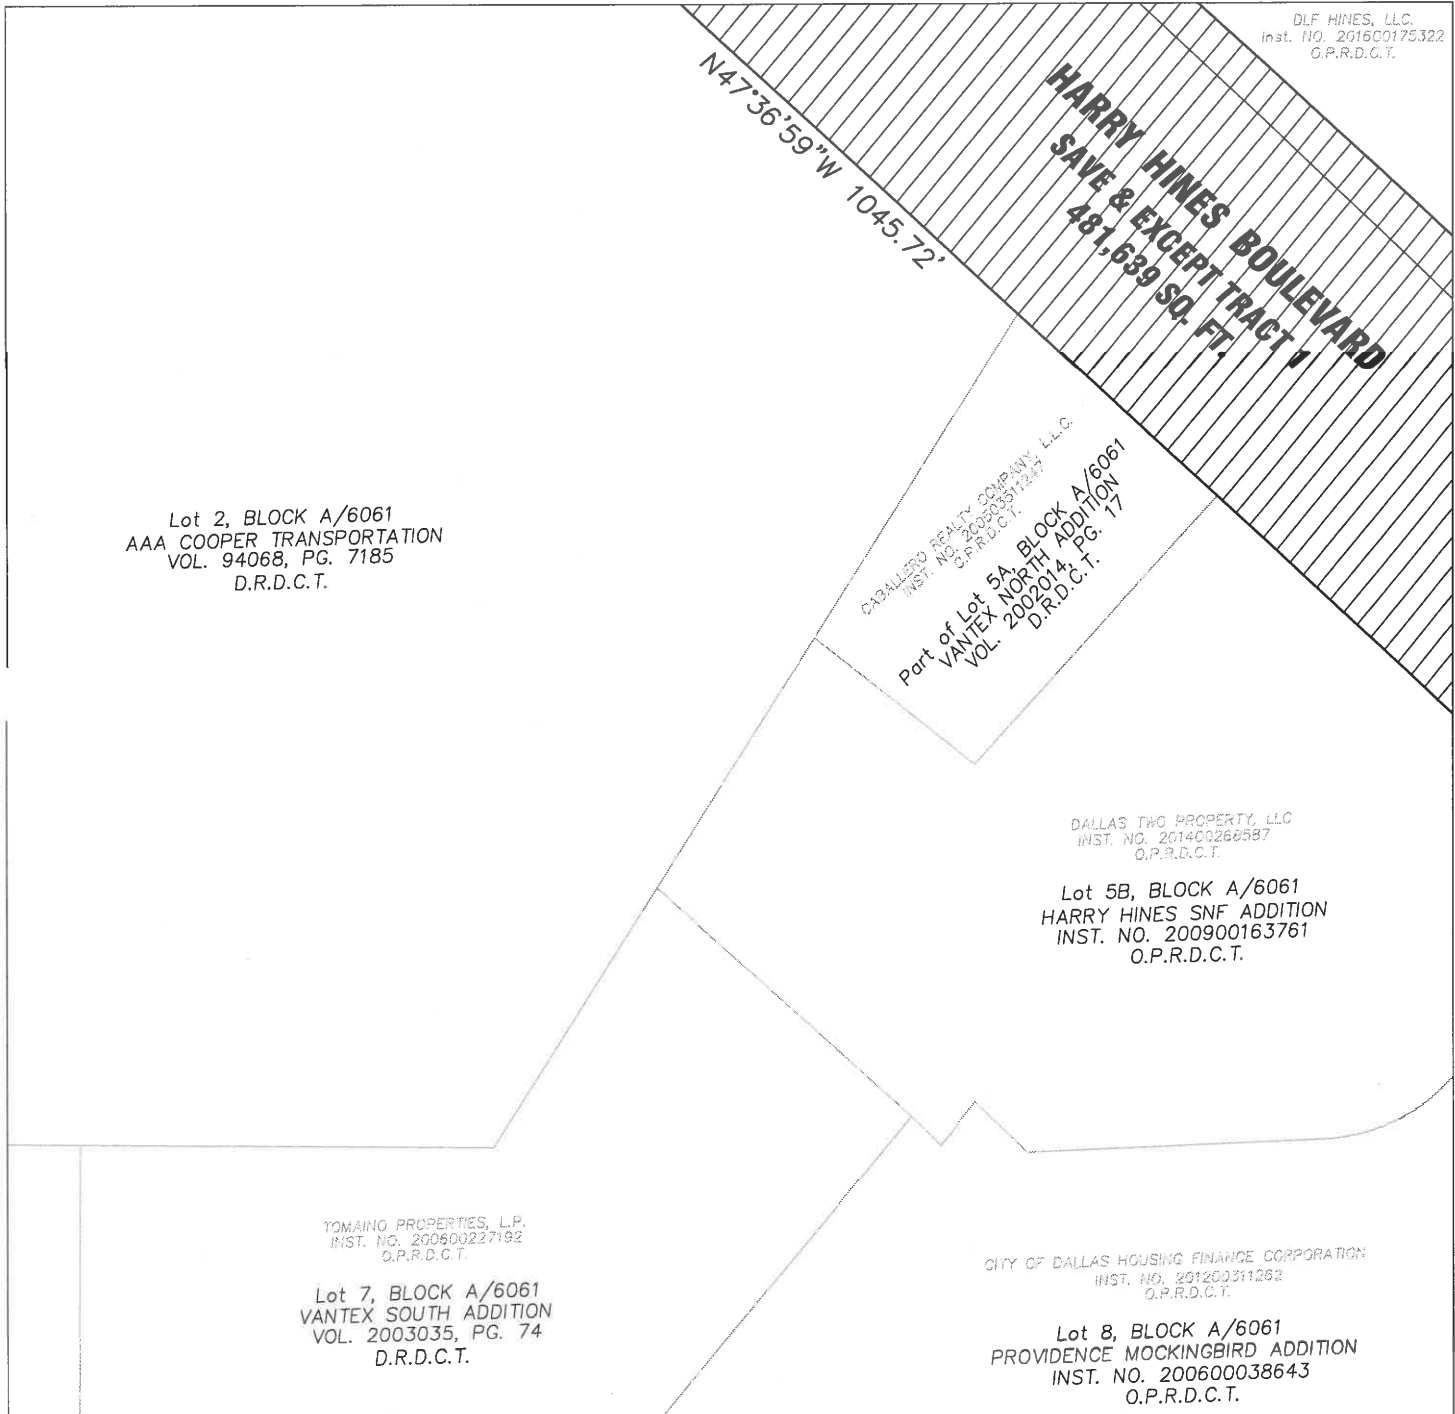 DLF HINES, LLC.
Inst. NO. 201600175322
O.P.R.D.C.T.
N47°36'59"W 1045.72'
HARRY HINES BOULEVARD
SAVE & EXCEPT TRACT 1
481,639 SQ. FT.
Lot 2, BLOCK A/6061
AAA COOPER TRANSPORTATION
VOL. 94068, PG. 7185
D.R.D.C.T.
CABALLERO REALTY COMPANY, L.L.C.
INST. NO. 200503511247
O.P.R.D.C.T.
Part of Lot 5A, BLOCK A/6061
VANTEX NORTH ADDITION
VOL. 2002014, PG. 17
D.R.D.C.T.
DALLAS TWO PROPERTY, LLC
INST. NO. 201400268587
O.P.R.D.C.T.
Lot 5B, BLOCK A/6061
HARRY HINES SNF ADDITION
INST. NO. 200900163761
O.P.R.D.C.T.
TOMAINO PROPERTIES, L.P.
INST. NO. 200600227192
O.P.R.D.C.T.
Lot 7, BLOCK A/6061
VANTEX SOUTH ADDITION
VOL. 2003035, PG. 74
D.R.D.C.T.
CITY OF DALLAS HOUSING FINANCE CORPORATION
INST. NO. 201200311262
O.P.R.D.C.T.
Lot 8, BLOCK A/6061
PROVIDENCE MOCKINGBIRD ADDITION
INST. NO. 200600038643
O.P.R.D.C.T.